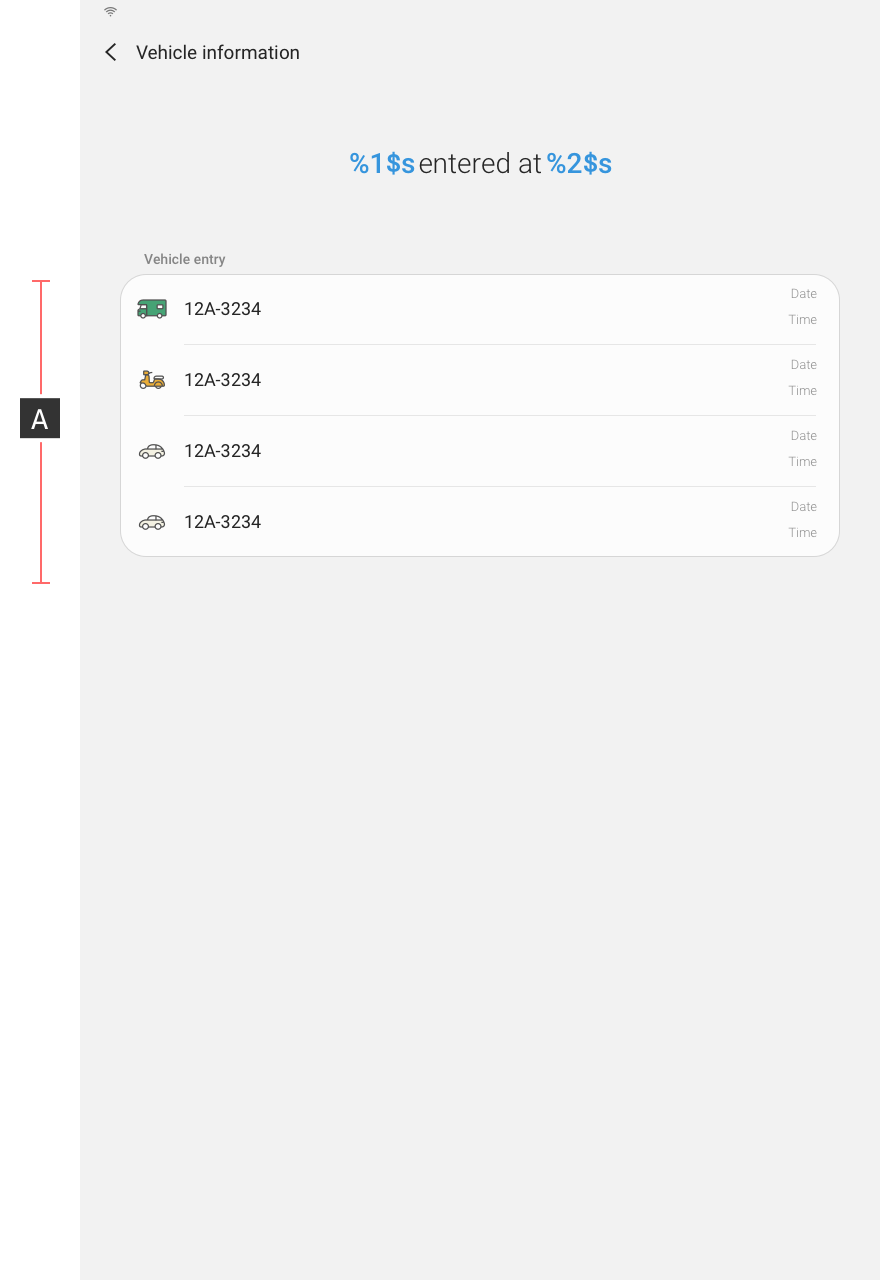 Vehicle information
%1$s entered at %2$s
Vehicle entry
12A-3234
Date
Time
A
12A-3234
Date
Time
12A-3234
Date
Time
12A-3234
Date
Time